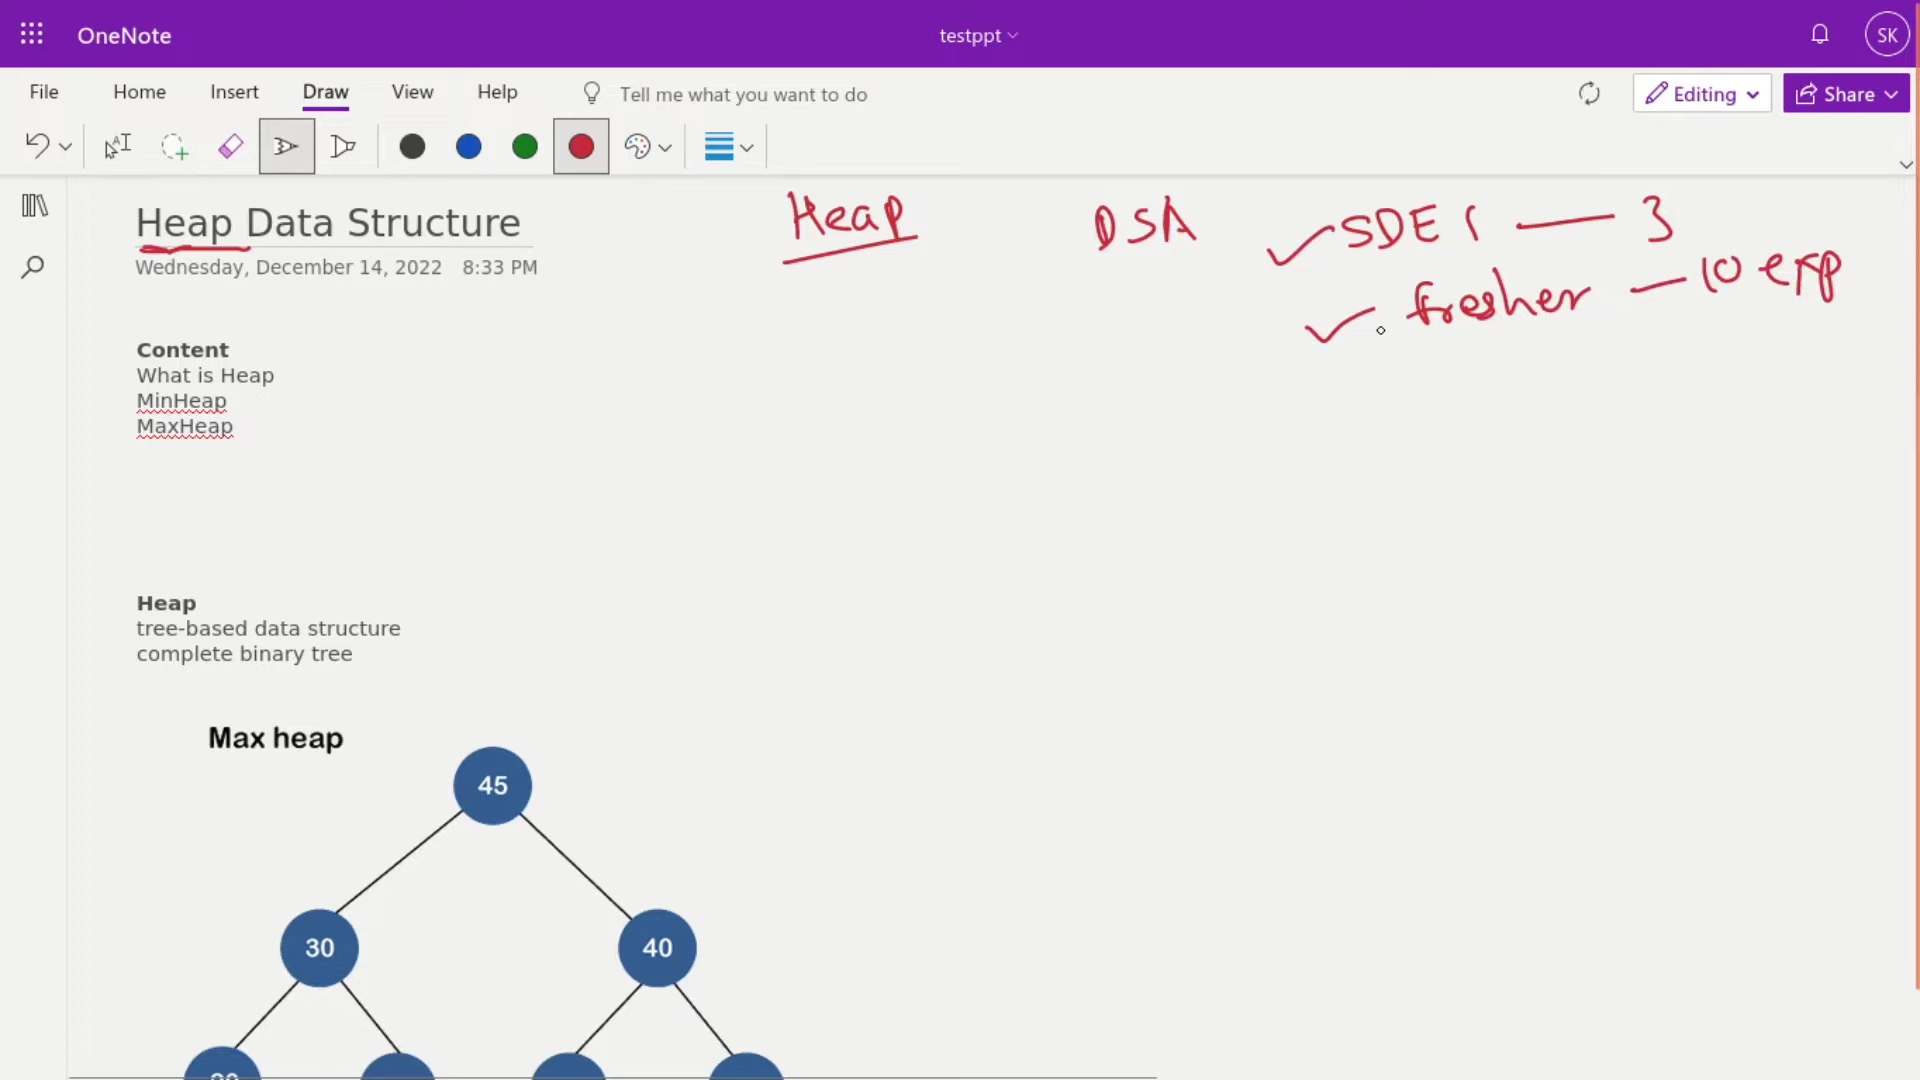 OneNote
testppt
SK
File Home Insert Draw View Help Tell me what you want to do
Editing
Share
Heap Data Structure
Wednesday, December 14, 2022 8:33 PM
Heap DSA SDE 1 — 3
fresher — 10 exp
Content
What is Heap
MinHeap
MaxHeap
Heap
tree-based data structure
complete binary tree
Max heap
45
30 40